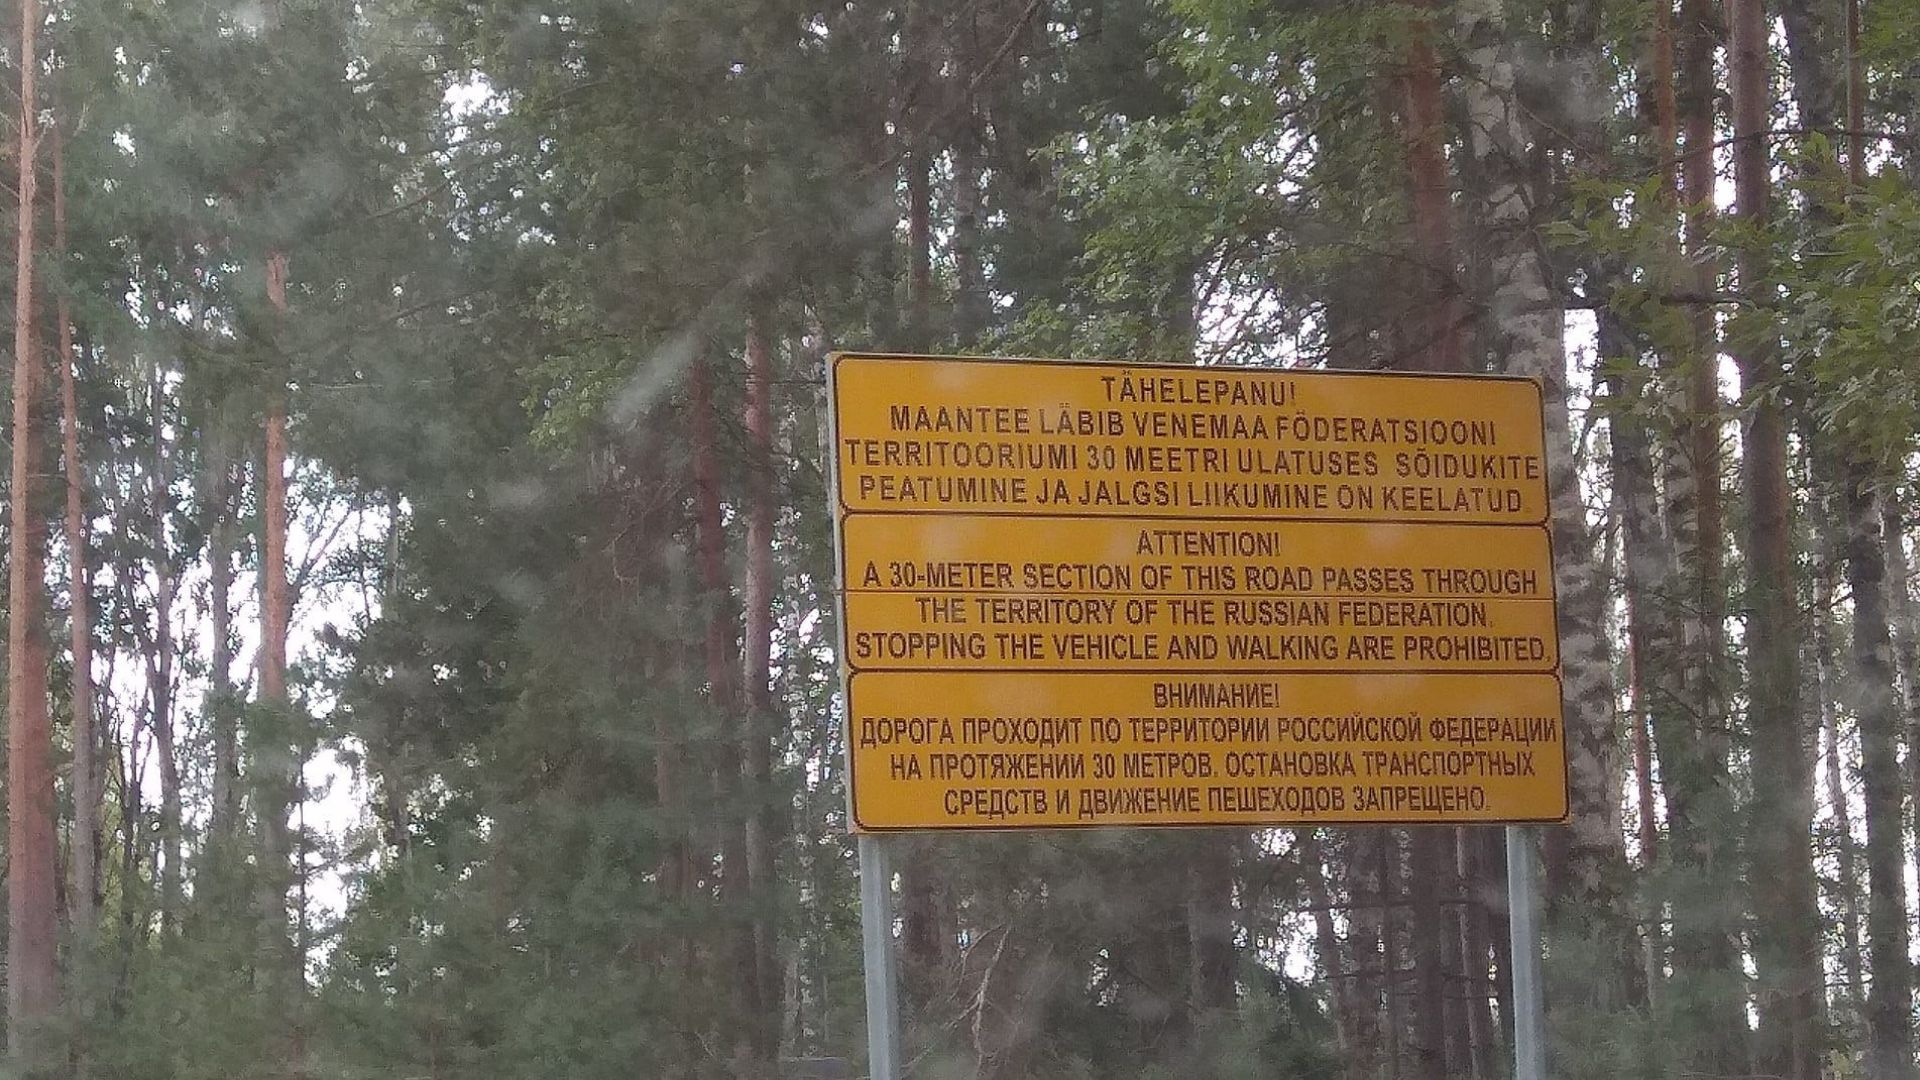 TÄHELEPANU!
MAANTEE LÄBIB VENEMAA FÖDERATSIOONI
TERRITOORIUMI 30 MEETRI ULATUSES SÕIDUKITE
PEATUMINE JA JALGSI LIIKUMINE ON KEELATUD.
ATTENTION!
A 30-METER SECTION OF THIS ROAD PASSES THROUGH
THE TERRITORY OF THE RUSSIAN FEDERATION.
STOPPING THE VEHICLE AND WALKING ARE PROHIBITED.
ВНИМАНИЕ!
ДОРОГА ПРОХОДИТ ПО ТЕРРИТОРИИ РОССИЙСКОЙ ФЕДЕРАЦИИ
НА ПРОТЯЖЕНИИ 30 МЕТРОВ. ОСТАНОВКА ТРАНСПОРТНЫХ
СРЕДСТВ И ДВИЖЕНИЕ ПЕШЕХОДОВ ЗАПРЕЩЕНО.